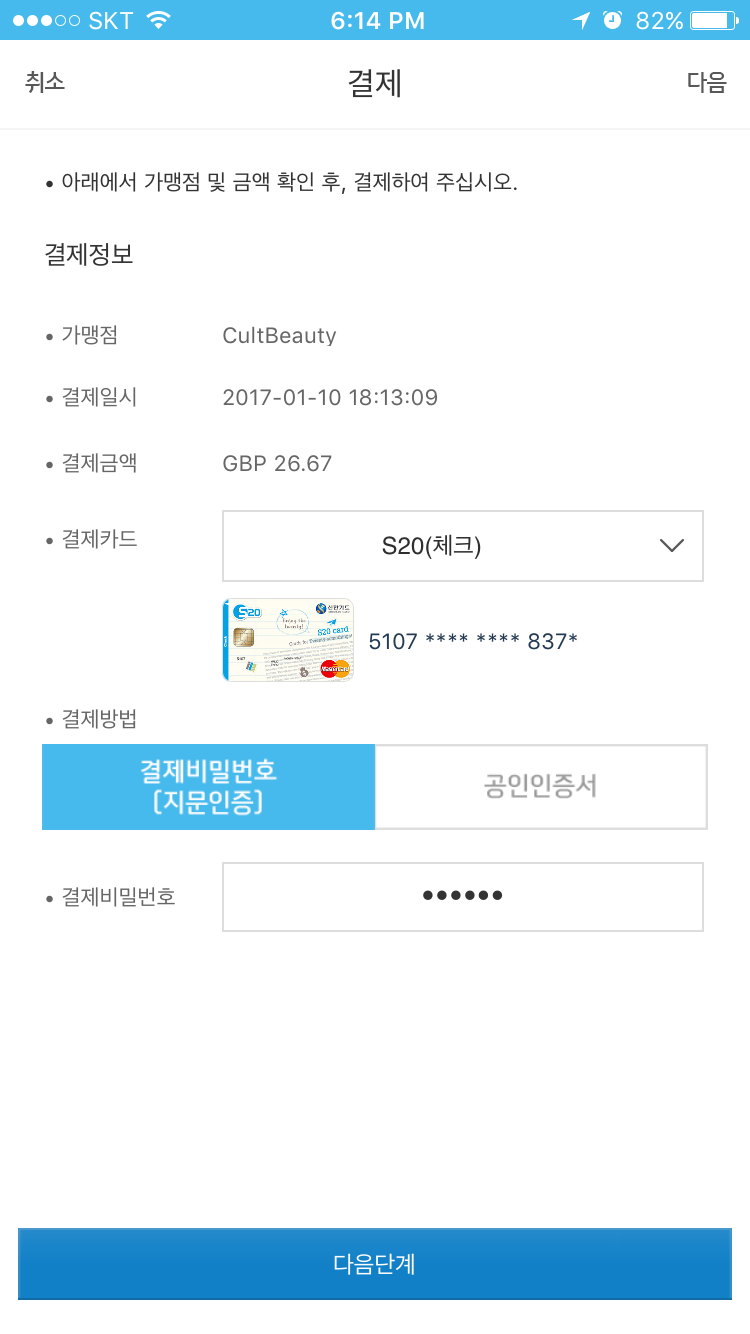 SKT 6:14 PM 82%
취소 결제 다음
• 아래에서 가맹점 및 금액 확인 후, 결제하여 주십시오.
결제정보
• 가맹점 CultBeauty
• 결제일시 2017-01-10 18:13:09
• 결제금액 GBP 26.67
• 결제카드 S20(체크)
S20 신한카드
S20 card
MasterCard
5107 **** **** 837*
• 결제방법
결제비밀번호
[지문인증]
공인인증서
• 결제비밀번호 ••••••
다음단계